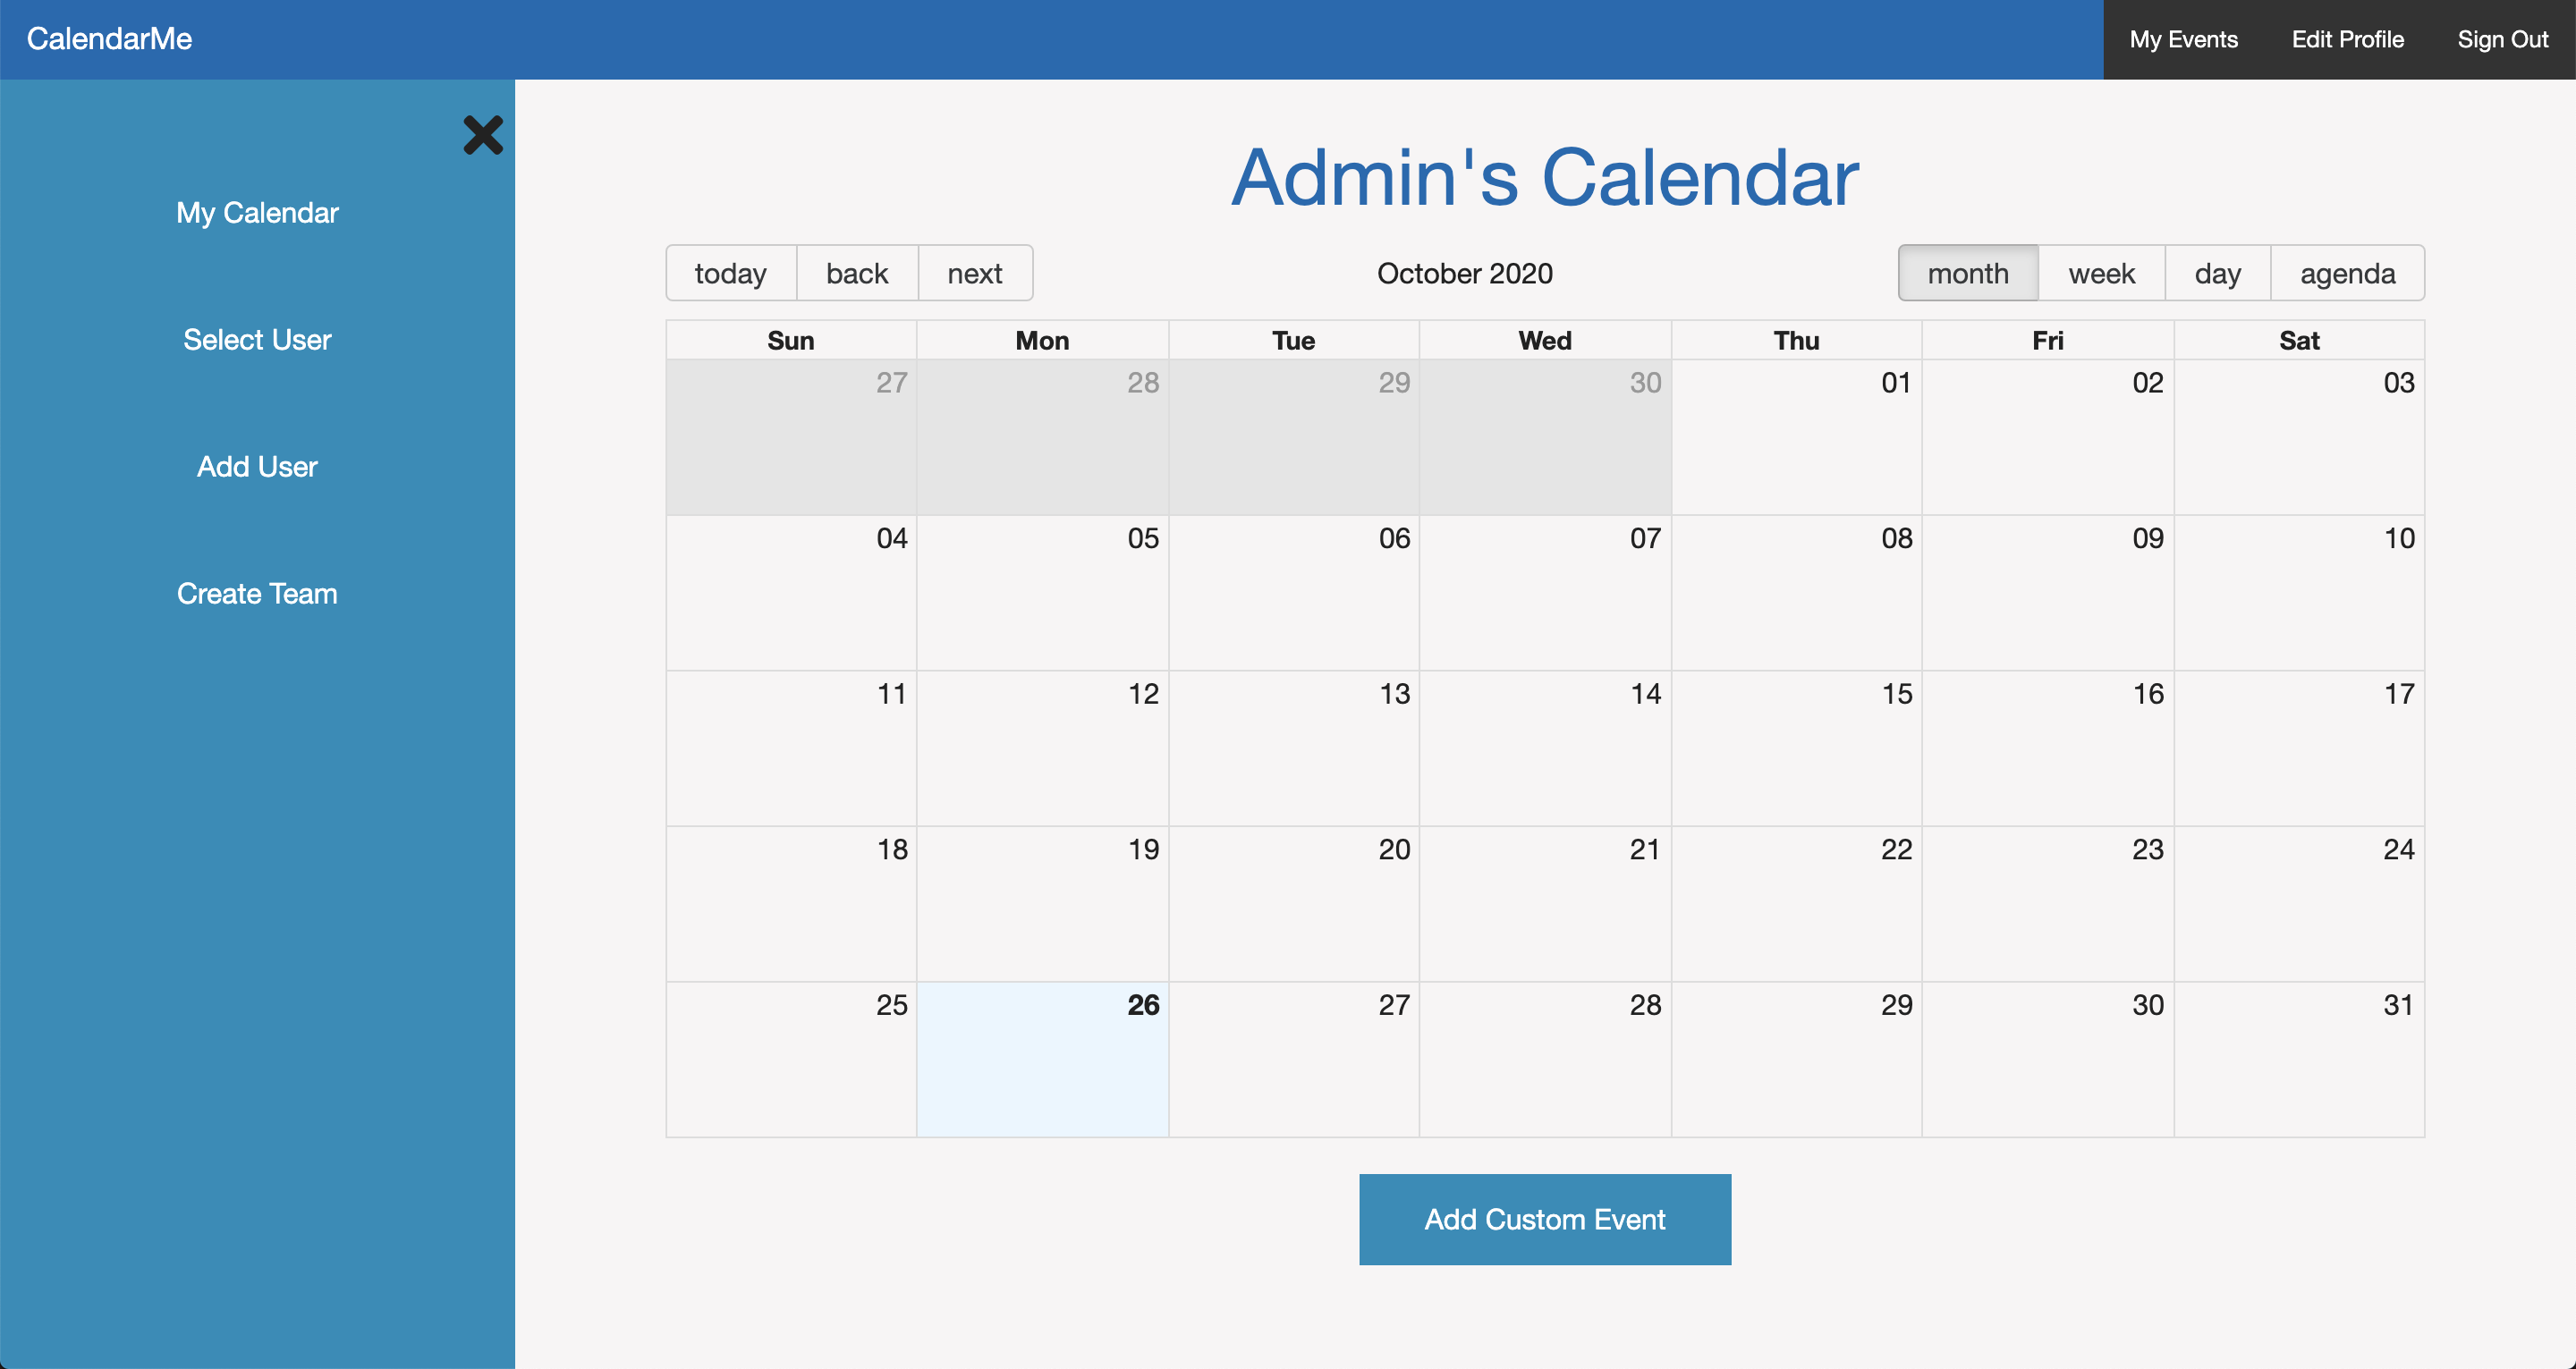 CalendarMe My Events Edit Profile Sign Out
My Calendar
Select User
Add User
Create Team
Admin's Calendar
today back next October 2020 month week day agenda
Sun Mon Tue Wed Thu Fri Sat
27 28 29 30 01 02 03
04 05 06 07 08 09 10
11 12 13 14 15 16 17
18 19 20 21 22 23 24
25 26 27 28 29 30 31
Add Custom Event